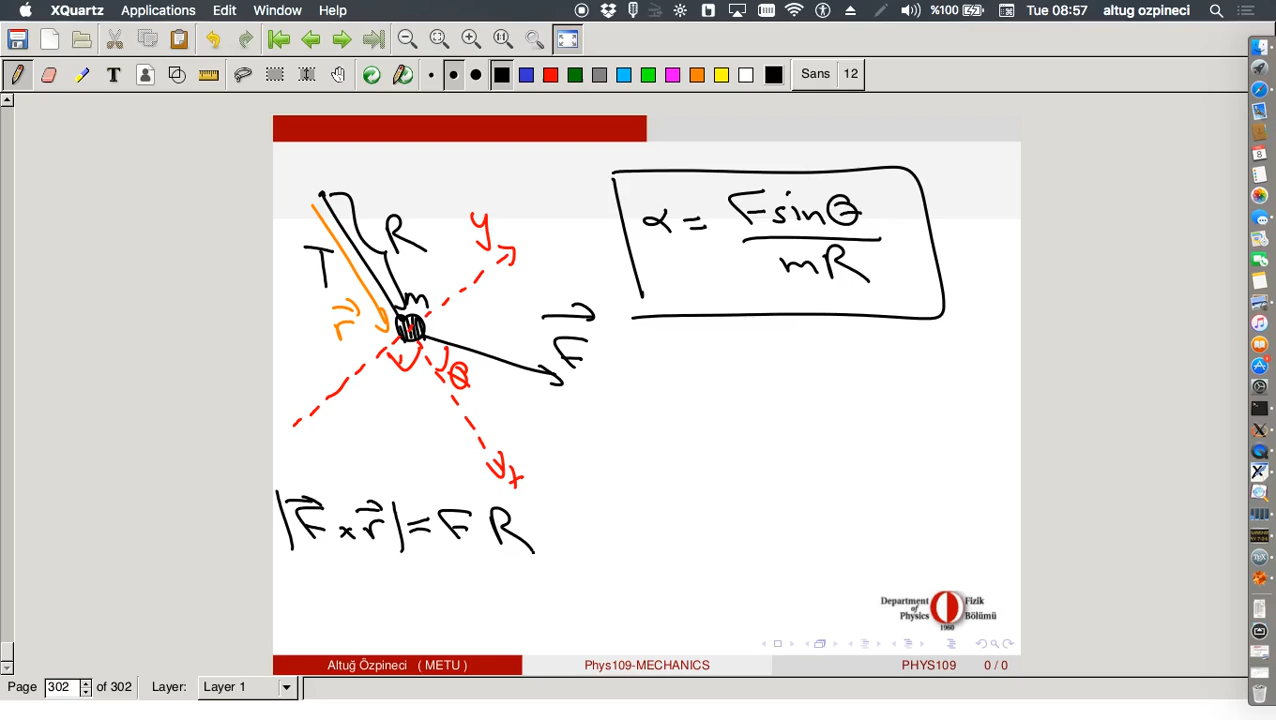 XQuartz Applications Edit Window Help %100 Tue 08:57 altug ozpineci
T Sans 12
α = F sinθ / mR
R
y
T
m
r⃗
F⃗
θ
x
|F⃗ × r⃗| = F R
Department of Physics
Fizik Bölümü
1960
Altuğ Özpineci ( METU ) Phys109-MECHANICS PHYS109 0 / 0
Page 302 of 302 Layer: Layer 1